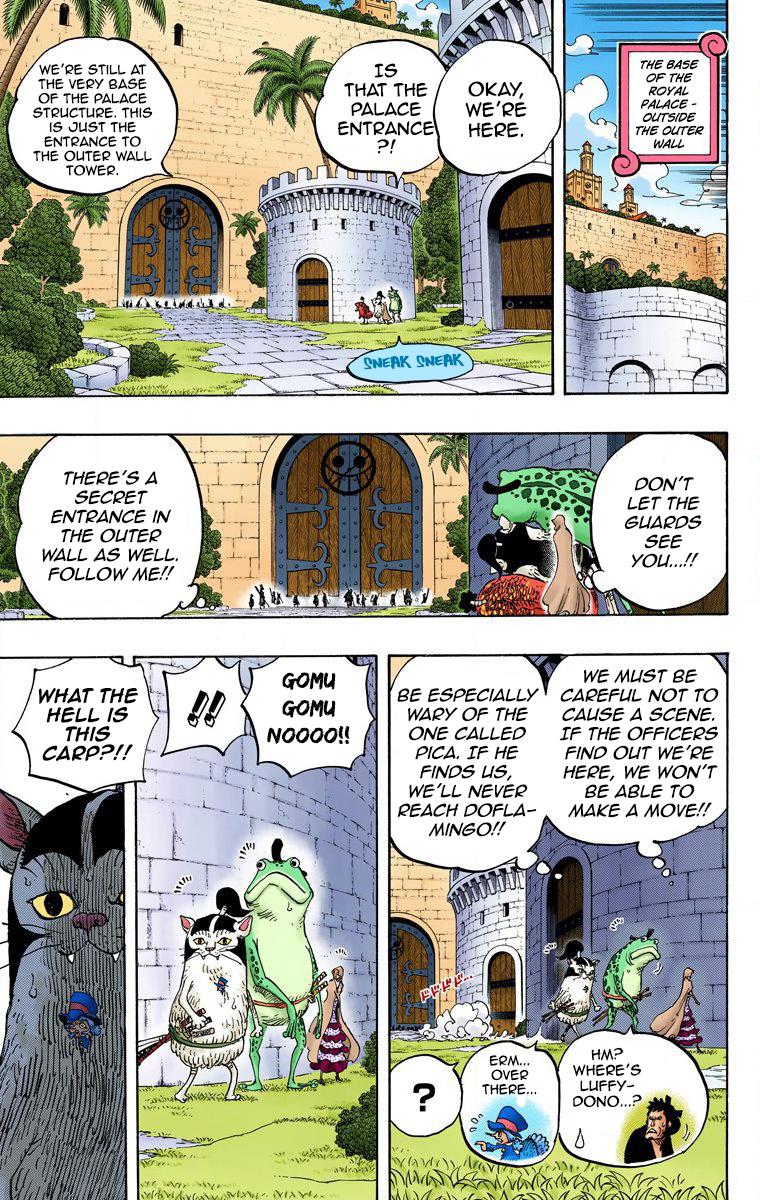 THE BASE
OF THE
ROYAL
PALACE -
OUTSIDE
THE OUTER
WALL
OKAY,
WE'RE
HERE.
IS
THAT THE
PALACE
ENTRANCE
?!
WE'RE STILL AT
THE VERY BASE
OF THE PALACE
STRUCTURE. THIS
IS JUST THE
ENTRANCE TO
THE OUTER WALL
TOWER.
SNEAK SNEAK
DON'T
LET THE
GUARDS
SEE
YOU...!!
THERE'S A
SECRET
ENTRANCE IN
THE OUTER
WALL AS WELL.
FOLLOW ME!!
WE MUST BE
CAREFUL NOT TO
CAUSE A SCENE.
IF THE OFFICERS
FIND OUT WE'RE
HERE, WE WON'T
BE ABLE TO
MAKE A MOVE!!
BE ESPECIALLY
WARY OF THE
ONE CALLED
PICA. IF HE
FINDS US,
WE'LL NEVER
REACH DOFLA-
MINGO!!
ドドドド...
HM?
WHERE'S
LUFFY-
DONO...?
ERM...
OVER
THERE...
?
GOMU
GOMU
NOOOO!!
!!
WHAT THE
HELL IS
THIS
CARP?!!